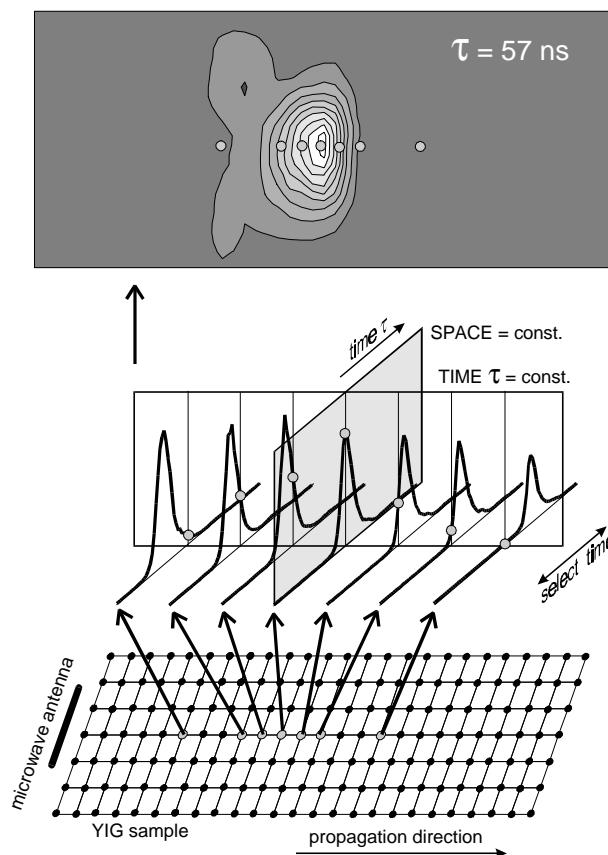 τ = 57 ns
time τ
SPACE = const.
TIME τ = const.
select time
microwave antenna
YIG sample
propagation direction